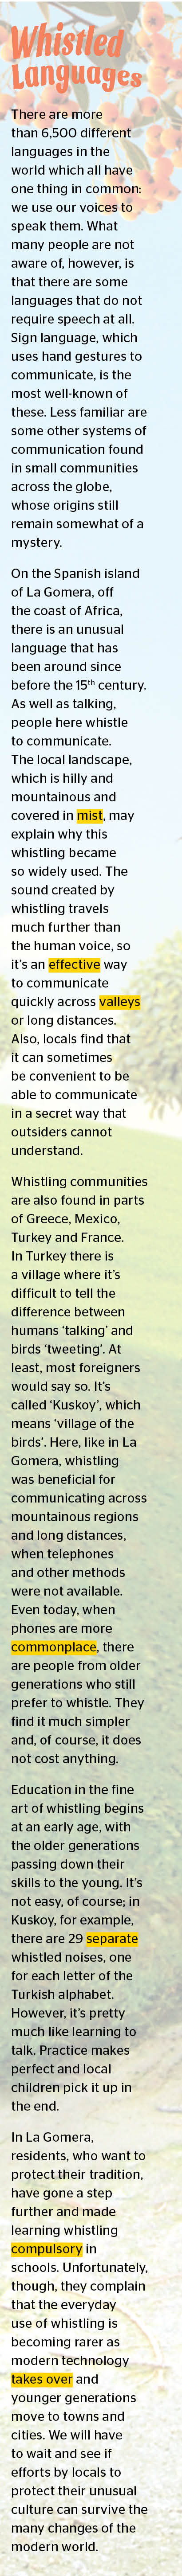 Whistled
Languages
There are more
than 6,500 different
languages in the
world which all have
one thing in common:
we use our voices to
speak them. What
many people are not
aware of, however, is
that there are some
languages that do not
require speech at all.
Sign language, which
uses hand gestures to
communicate, is the
most well-known of
these. Less familiar are
some other systems of
communication found
in small communities
across the globe,
whose origins still
remain somewhat of a
mystery.
On the Spanish island
of La Gomera, off
the coast of Africa,
there is an unusual
language that has
been around since
before the 15th century.
As well as talking,
people here whistle
to communicate.
The local landscape,
which is hilly and
mountainous and
covered in mist, may
explain why this
whistling became
so widely used. The
sound created by
whistling travels
much further than
the human voice, so
it's an effective way
to communicate
quickly across valleys
or long distances.
Also, locals find that
it can sometimes
be convenient to be
able to communicate
in a secret way that
outsiders cannot
understand.
Whistling communities
are also found in parts
of Greece, Mexico,
Turkey and France.
In Turkey there is
a village where it's
difficult to tell the
difference between
humans 'talking' and
birds 'tweeting'. At
least, most foreigners
would say so. It's
called 'Kuskoy', which
means 'village of the
birds'. Here, like in La
Gomera, whistling
was beneficial for
communicating across
mountainous regions
and long distances,
when telephones
and other methods
were not available.
Even today, when
phones are more
commonplace, there
are people from older
generations who still
prefer to whistle. They
find it much simpler
and, of course, it does
not cost anything.
Education in the fine
art of whistling begins
at an early age, with
the older generations
passing down their
skills to the young. It's
not easy, of course; in
Kuskoy, for example,
there are 29 separate
whistled noises, one
for each letter of the
Turkish alphabet.
However, it's pretty
much like learning to
talk. Practice makes
perfect and local
children pick it up in
the end.
In La Gomera,
residents, who want to
protect their tradition,
have gone a step
further and made
learning whistling
compulsory in
schools. Unfortunately,
though, they complain
that the everyday
use of whistling is
becoming rarer as
modern technology
takes over and
younger generations
move to towns and
cities. We will have
to wait and see if
efforts by locals to
protect their unusual
culture can survive the
many changes of the
modern world.